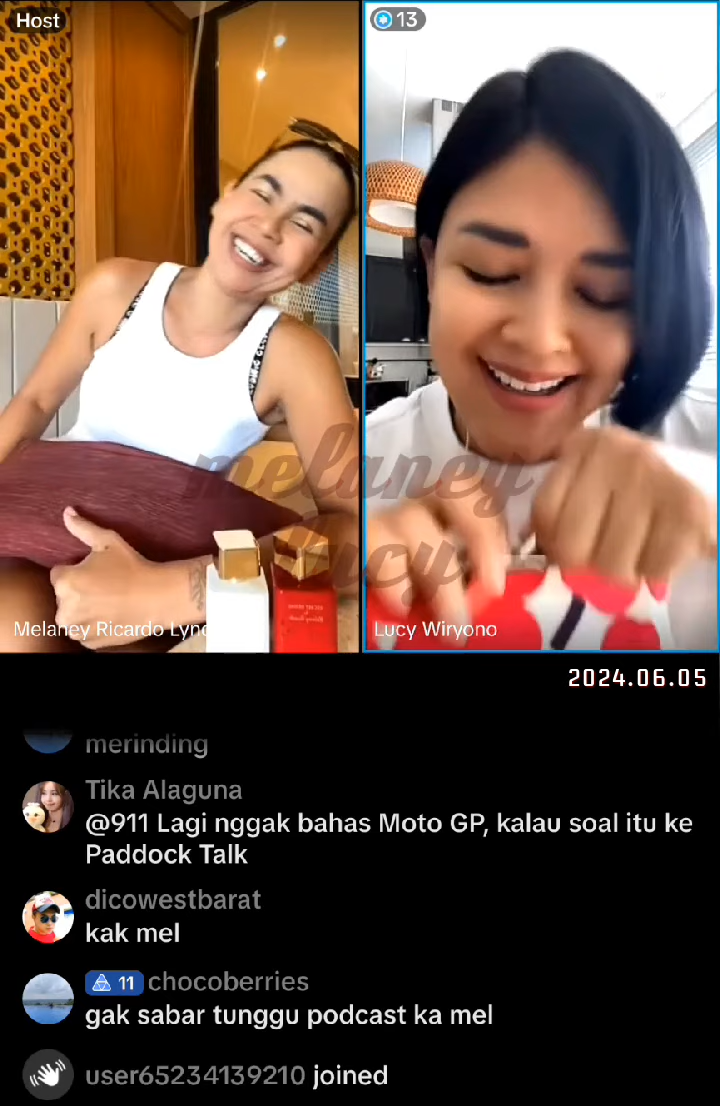 Host
13
melaney
lucy
Melaney Ricardo Lync
Lucy Wiryono
2024.06.05
merinding
Tika Alaguna
@911 Lagi nggak bahas Moto GP, kalau soal itu ke
Paddock Talk
dicowestbarat
kak mel
11 chocoberries
gak sabar tunggu podcast ka mel
user65234139210 joined